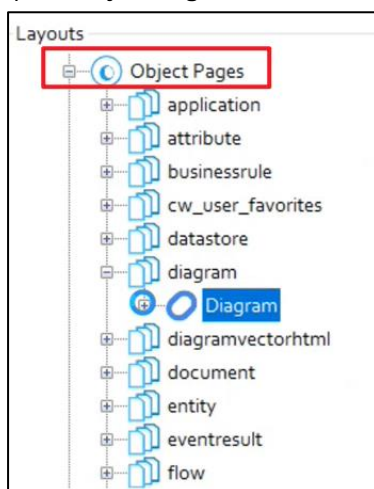 Layouts
Object Pages
application
attribute
businessrule
cw_user_favorites
datastore
diagram
Diagram
diagramvectorhtml
document
entity
eventresult
flow